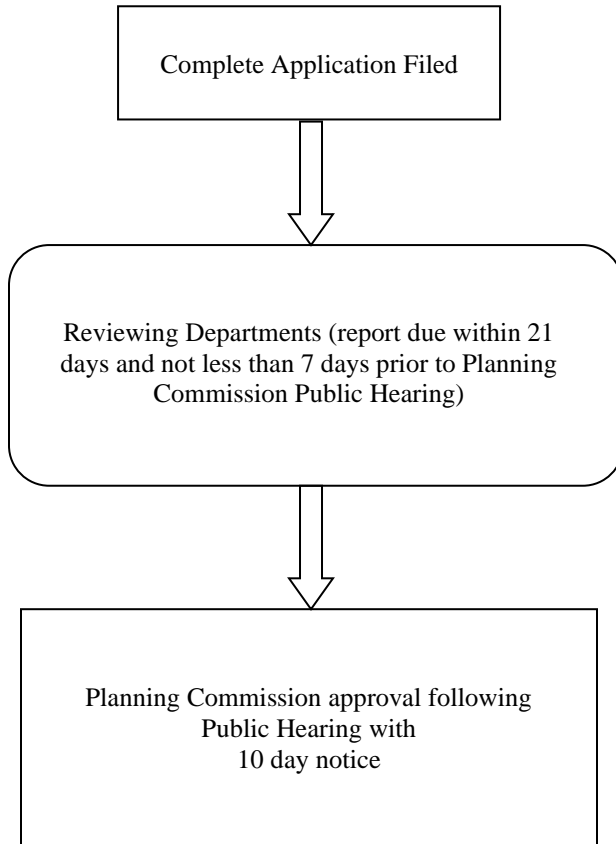 Complete Application Filed
Reviewing Departments (report due within 21
days and not less than 7 days prior to Planning
Commission Public Hearing)
Planning Commission approval following
Public Hearing with
10 day notice